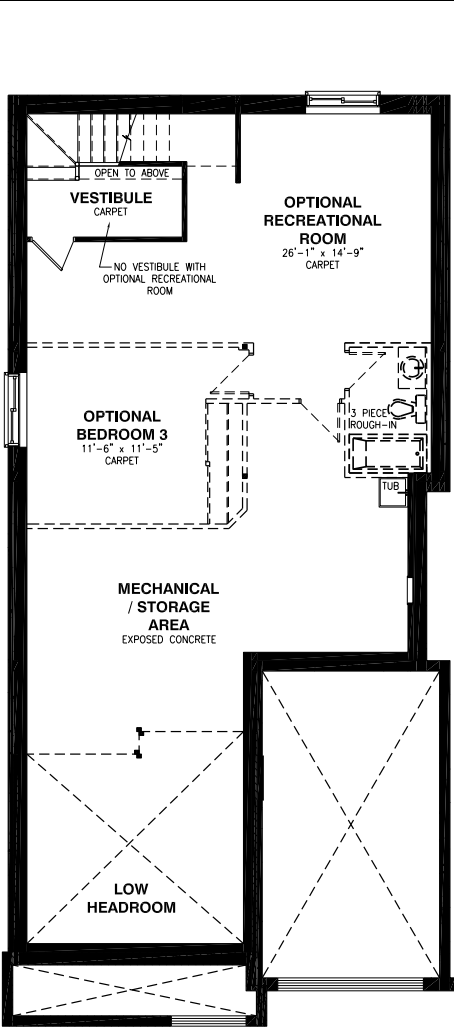 OPEN TO ABOVE
VESTIBULE
CARPET
NO VESTIBULE WITH
OPTIONAL RECREATIONAL
ROOM
OPTIONAL
RECREATIONAL
ROOM
26'-1" x 14'-9"
CARPET
OPTIONAL
BEDROOM 3
11'-6" x 11'-5"
CARPET
3 PIECE
ROUGH-IN
TUB
MECHANICAL
/ STORAGE
AREA
EXPOSED CONCRETE
LOW
HEADROOM